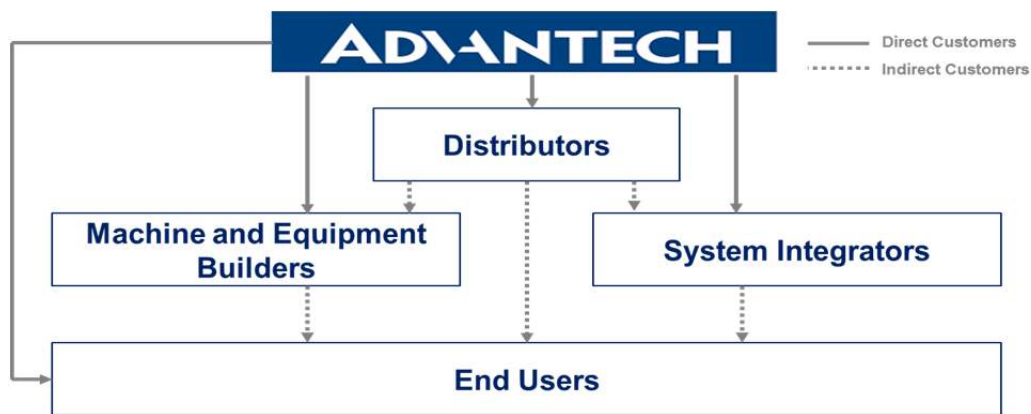 ADVANTECH
Direct Customers
Indirect Customers
Distributors
Machine and Equipment
Builders
System Integrators
End Users